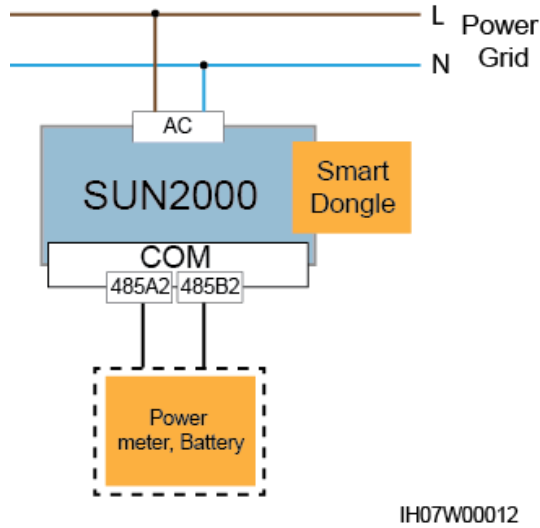 L
Power
Grid
N
AC
SUN2000
Smart
Dongle
COM
485A2
485B2
Power
meter, Battery
IH07W00012